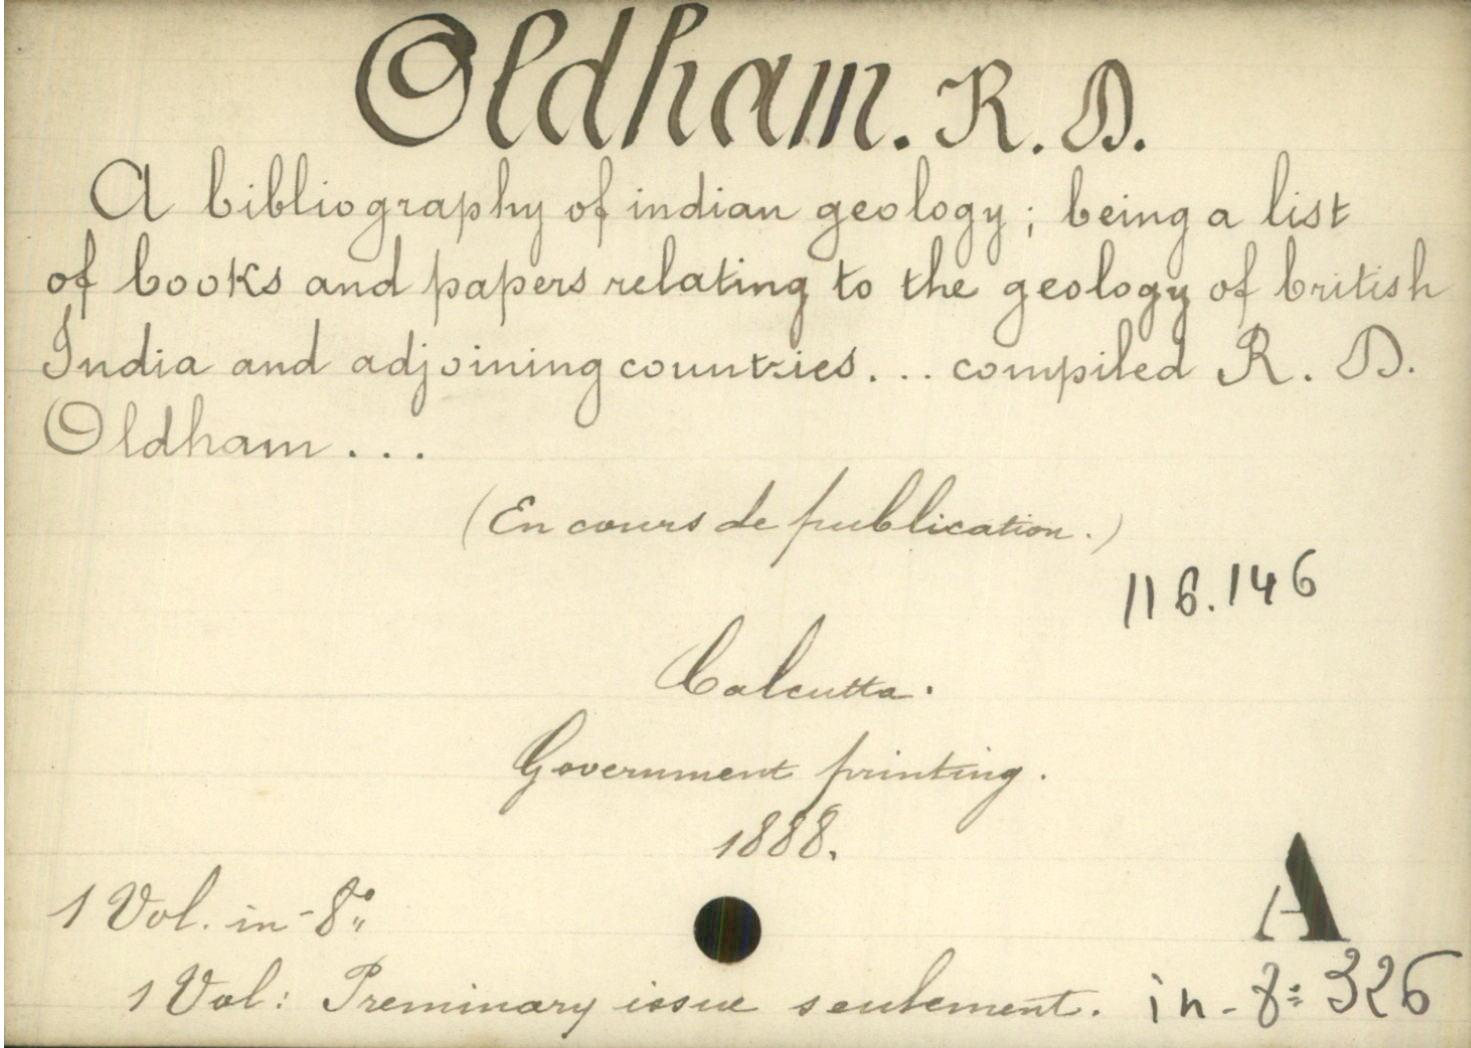 Oldham. R. D.
A bibliography of indian geology; being a list
of books and papers relating to the geology of british
India and adjoining countries... compiled R. D.
Oldham...
(En cours de publication.)
116.146
Calcutta.
Government printing.
1888.
1 Vol. in-8º
A
1 Vol: Preminary issue seulement. in-8º 326